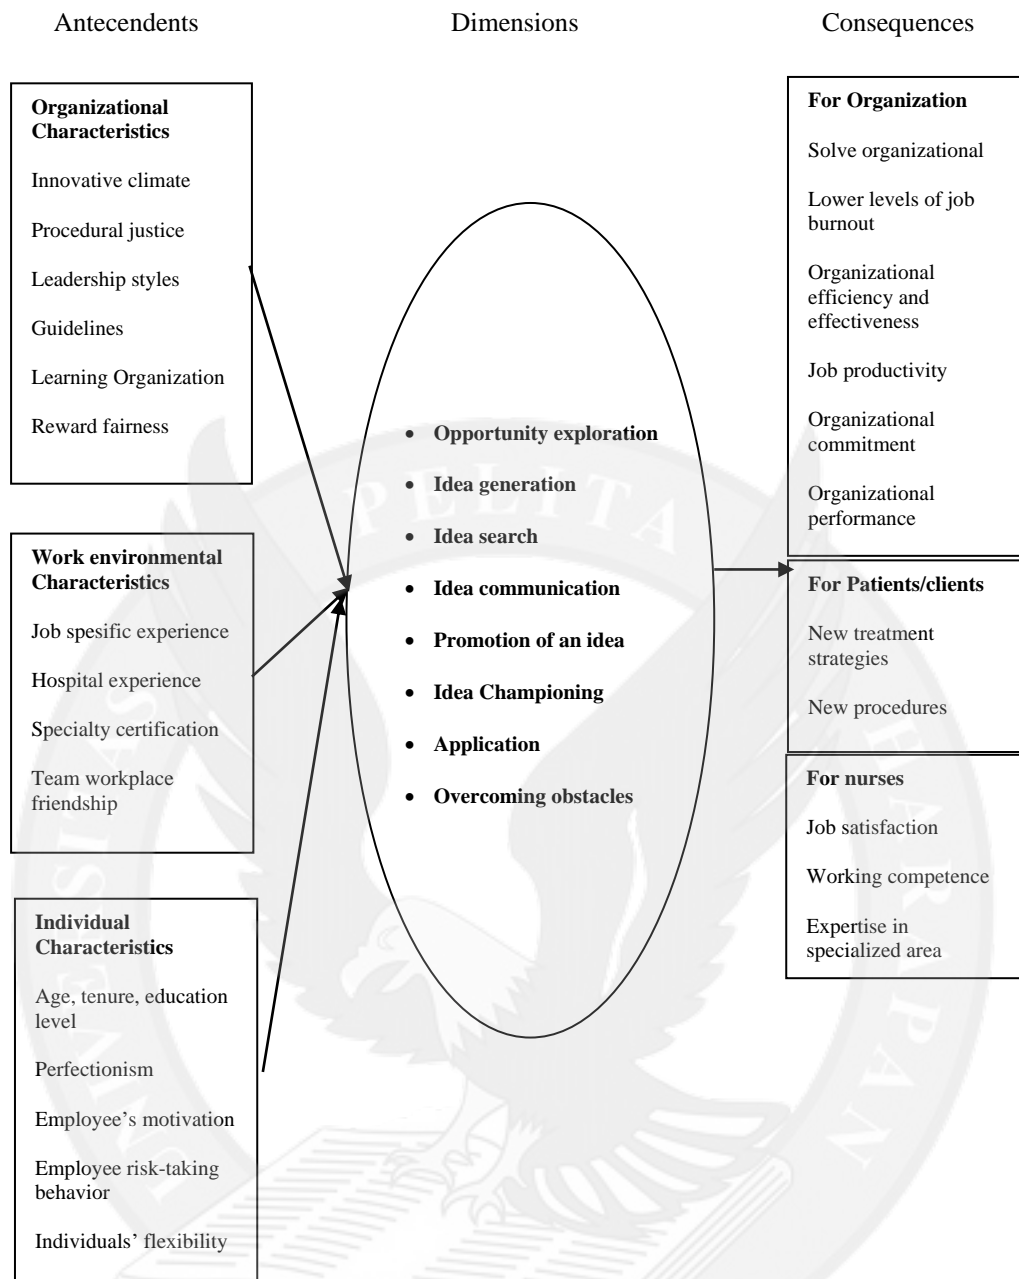 Antecendents
Dimensions
Consequences
Organizational
Characteristics
Innovative climate
Procedural justice
Leadership styles
Guidelines
Learning Organization
Reward fairness
Work environmental
Characteristics
Job spesific experience
Hospital experience
Specialty certification
Team workplace
friendship
Individual
Characteristics
Age, tenure, education
level
Perfectionism
Employee’s motivation
Employee risk-taking
behavior
Individuals’ flexibility
• Opportunity exploration
• Idea generation
• Idea search
• Idea communication
• Promotion of an idea
• Idea Championing
• Application
• Overcoming obstacles
For Organization
Solve organizational
Lower levels of job
burnout
Organizational
efficiency and
effectiveness
Job productivity
Organizational
commitment
Organizational
performance
For Patients/clients
New treatment
strategies
New procedures
For nurses
Job satisfaction
Working competence
Expertise in
specialized area
UNIVERSITAS PELITA HARAPAN